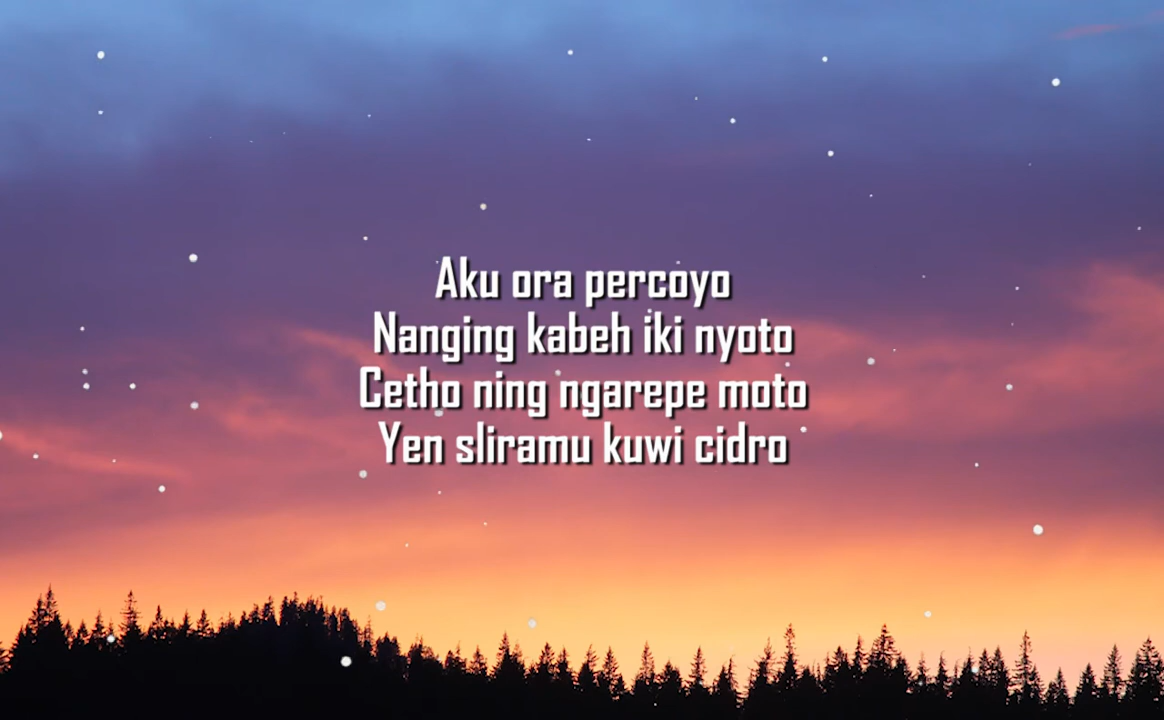 Aku ora percoyo
Nanging kabeh iki nyoto
Cetho ning ngarepe moto
Yen sliramu kuwi cidro